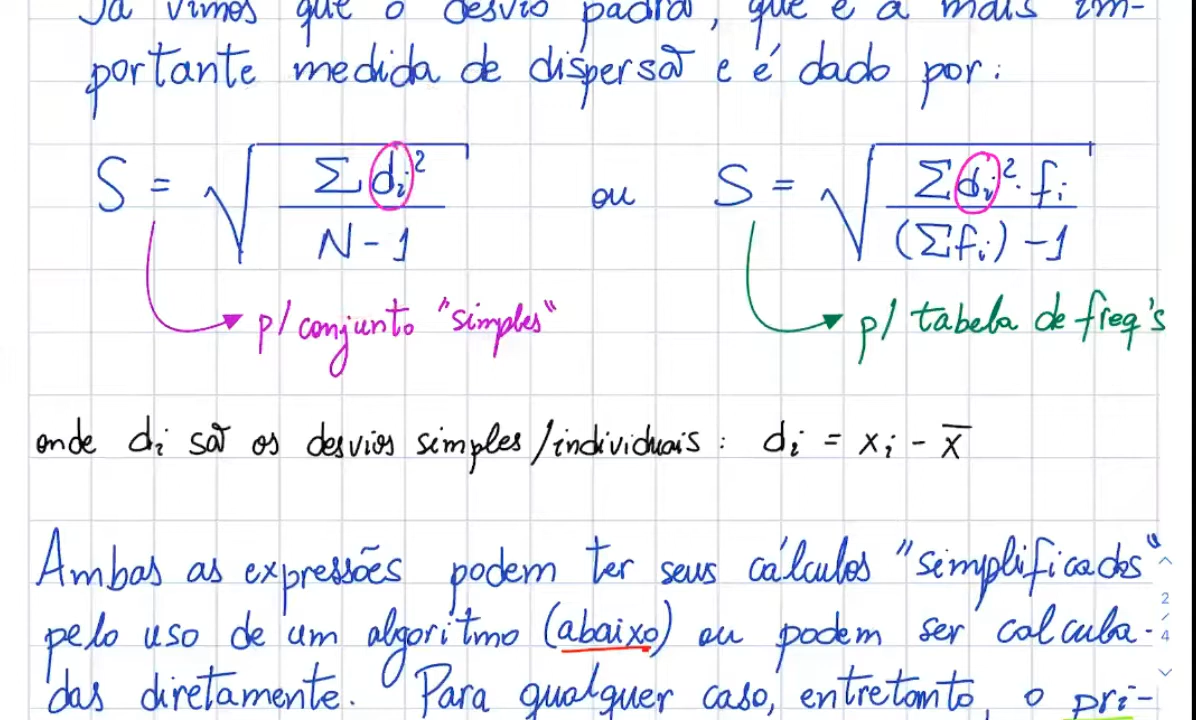 Já vimos que o desvio padrão, que é a mais im-
portante medida de dispersão e é dado por:
S = √(Σ di² / (N - 1)) ou S = √(Σ di² · fi / ((Σfi) - 1))
p/ conjunto "simples" p/ tabela de freq's
onde di são os desvios simples/individuais: di = xi - x̄
Ambas as expressões podem ter seus cálculos "simplificados"
pelo uso de um algoritmo (abaixo) ou podem ser calcula-
das diretamente. Para qualquer caso, entretanto, o pri-
2/4